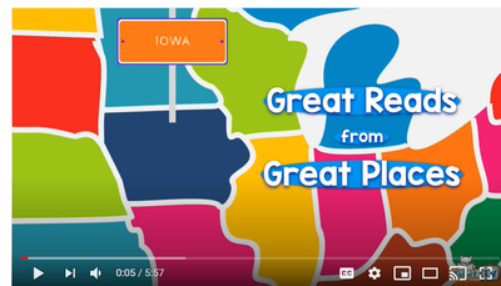 IOWA
Great Reads
from
Great Places
0:05 / 5:57
CC